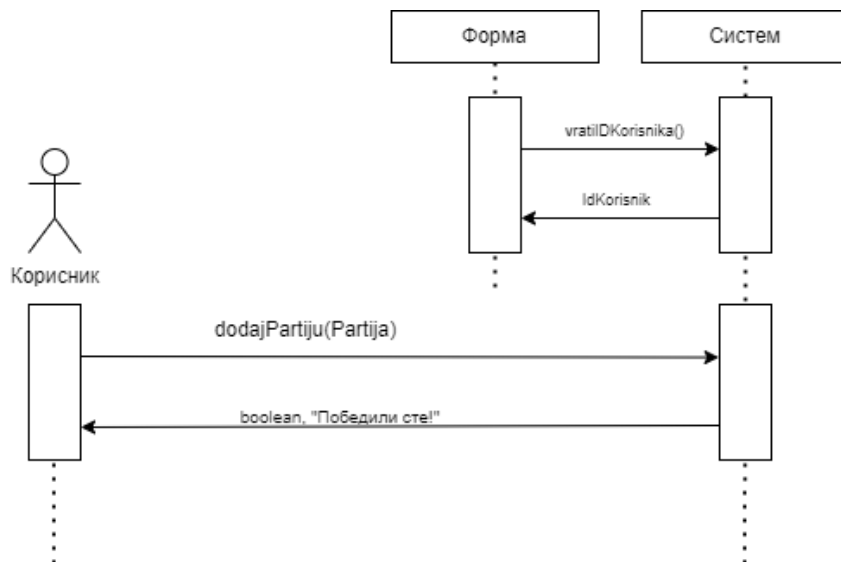 Форма
Систем
vratiIDKorisnika()
IdKorisnik
Корисник
dodajPartiju(Partija)
boolean, "Победили сте!"